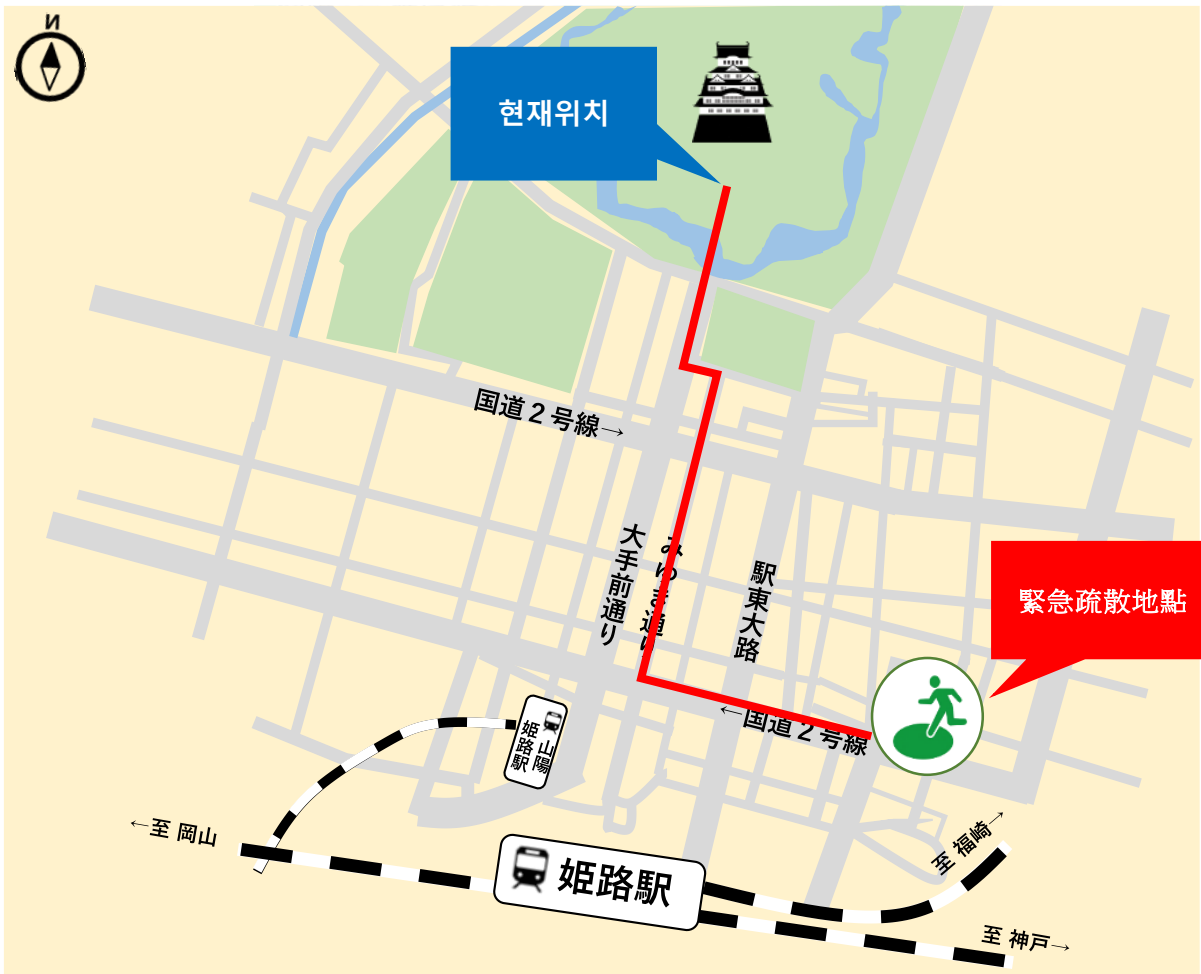 N
현재위치
国道２号線→
大手前通り
みゆき通り
駅東大路
緊急疏散地點
←国道２号線
山陽
姫路駅
←至 岡山
姫路駅
至 福崎→
至 神戸→